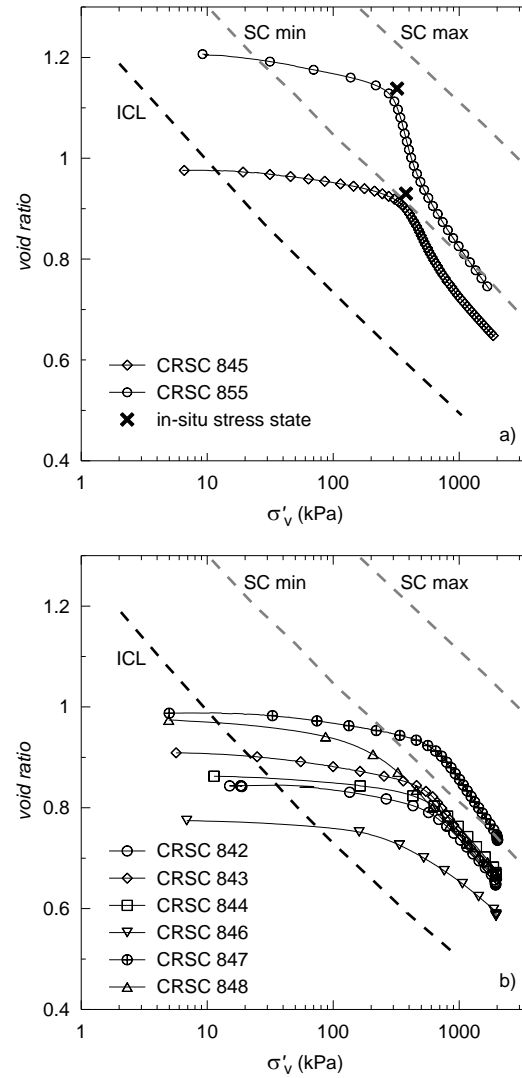 SC min
SC max
1.2
ICL
1
void ratio
0.8
0.6
CRSC 845
CRSC 855
in-situ stress state
a)
0.4
1
10
100
1000
σ'v (kPa)
SC min
SC max
1.2
ICL
1
void ratio
0.8
CRSC 842
CRSC 843
CRSC 844
0.6
CRSC 846
CRSC 847
CRSC 848
b)
0.4
1
10
100
1000
σ'v (kPa)